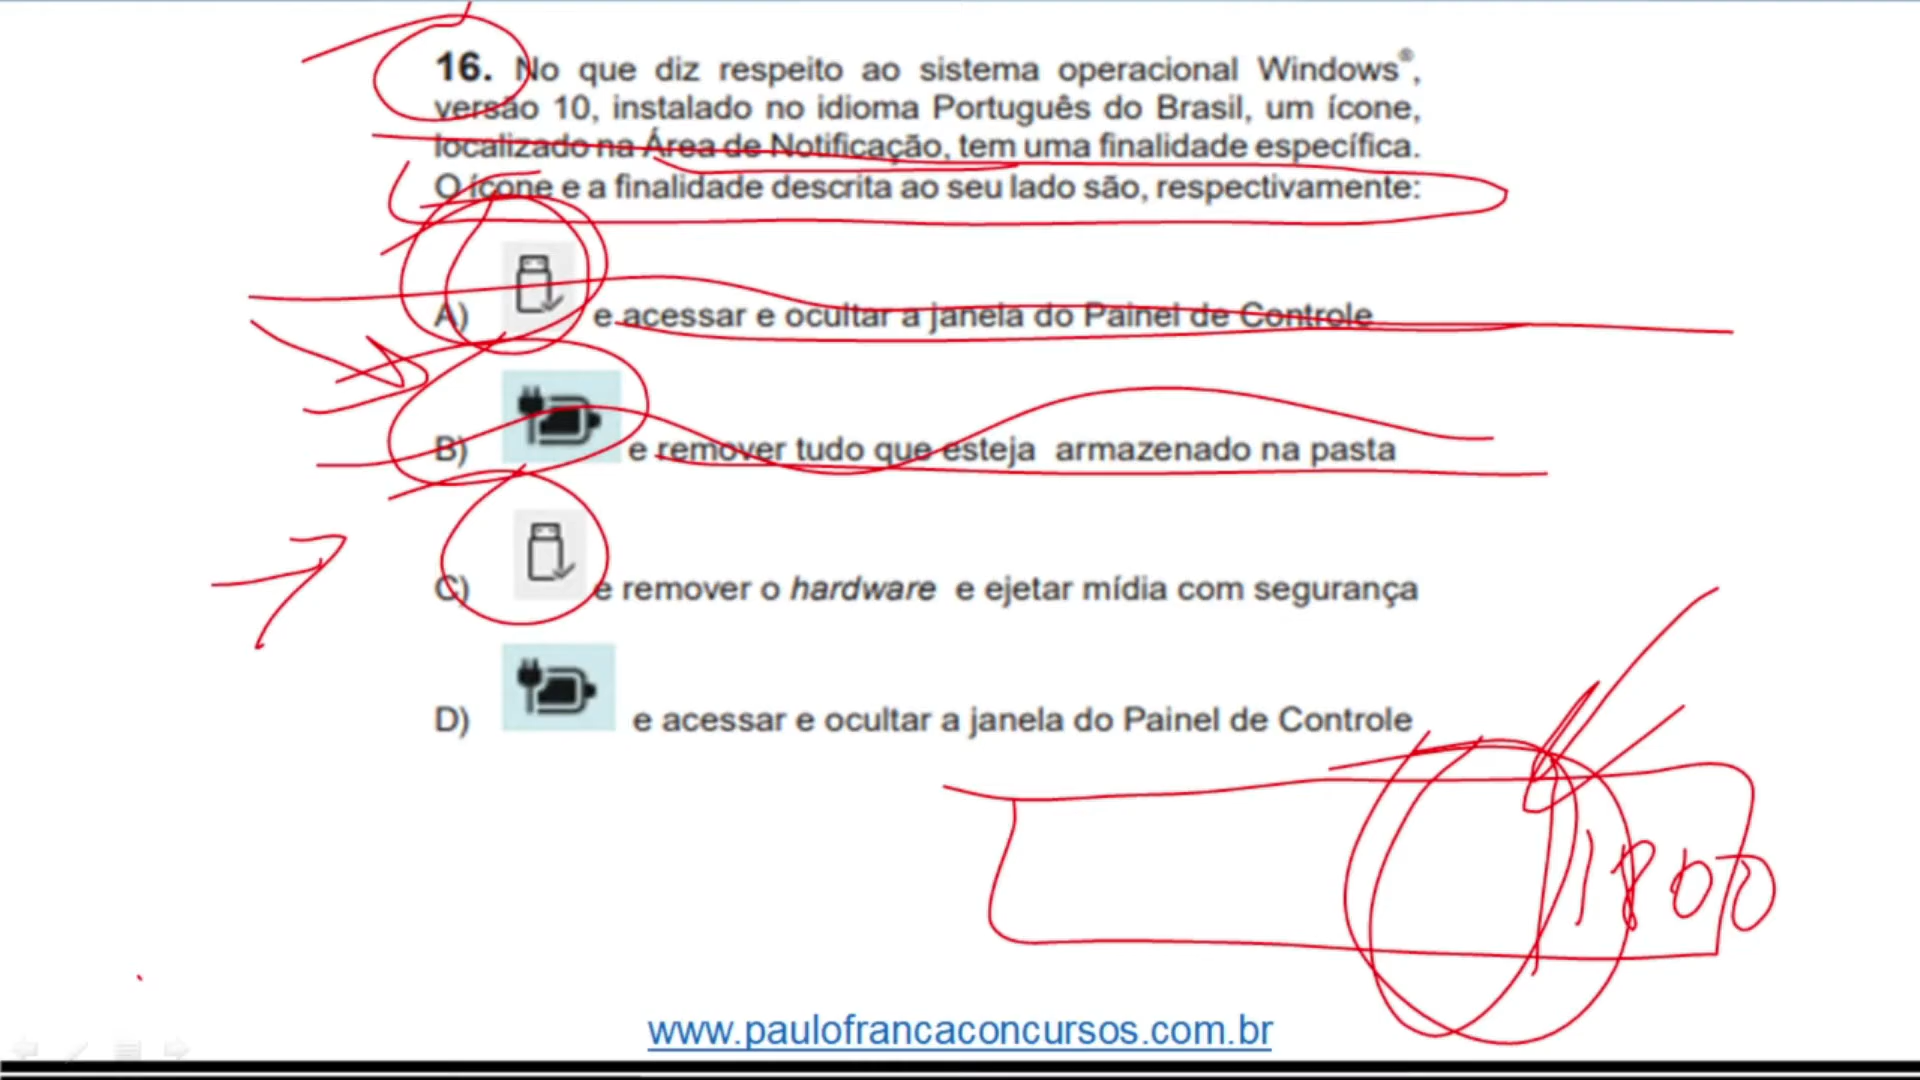 16. No que diz respeito ao sistema operacional Windows®,
versão 10, instalado no idioma Português do Brasil, um ícone,
localizado na Área de Notificação, tem uma finalidade específica.
O ícone e a finalidade descrita ao seu lado são, respectivamente:
A) e acessar e ocultar a janela do Painel de Controle
B) e remover tudo que esteja armazenado na pasta
C) e remover o hardware e ejetar mídia com segurança
D) e acessar e ocultar a janela do Painel de Controle
1800
www.paulofrancaconcursos.com.br